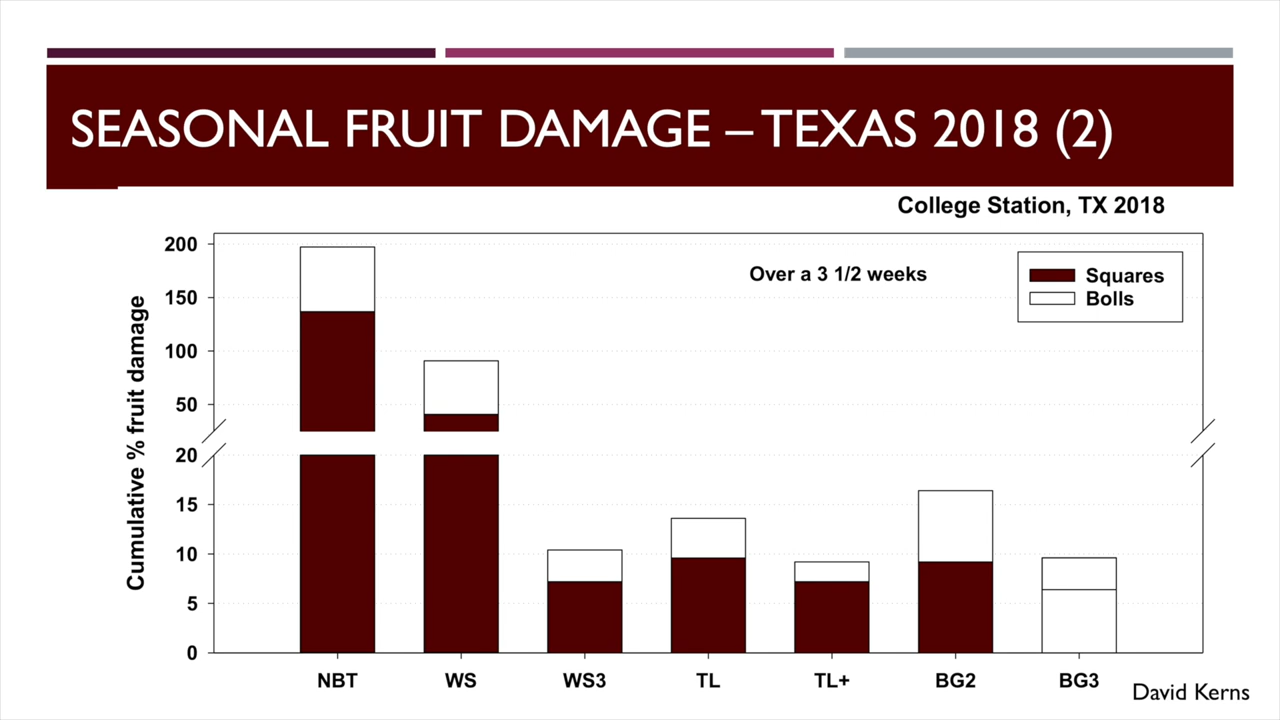 SEASONAL FRUIT DAMAGE – TEXAS 2018 (2)
College Station, TX 2018
Over a 3 1/2 weeks
Squares
Bolls
Cumulative % fruit damage
200
150
100
50
20
15
10
5
0
NBT WS WS3 TL TL+ BG2 BG3
David Kerns